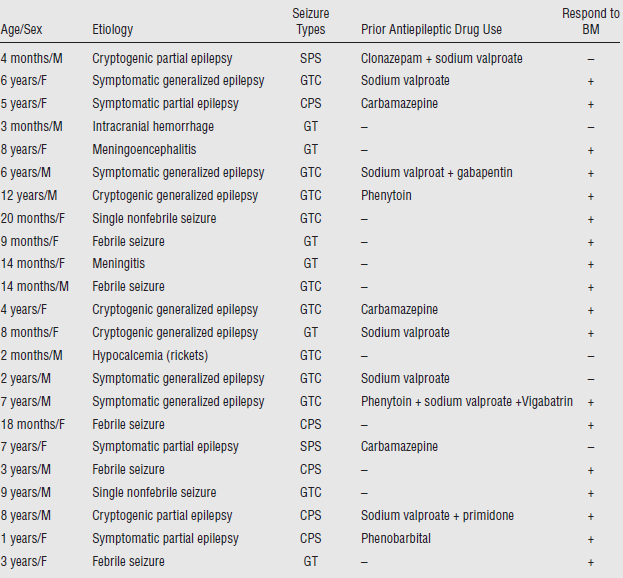 Age/Sex Etiology Seizure Types Prior Antiepileptic Drug Use Respond to BM
4 months/M Cryptogenic partial epilepsy SPS Clonazepam + sodium valproate –
6 years/F Symptomatic generalized epilepsy GTC Sodium valproate +
5 years/F Symptomatic partial epilepsy CPS Carbamazepine +
3 months/M Intracranial hemorrhage GT – –
8 years/F Meningoencephalitis GT – +
6 years/M Symptomatic generalized epilepsy GTC Sodium valproat + gabapentin +
12 years/M Cryptogenic generalized epilepsy GTC Phenytoin +
20 months/F Single nonfebrile seizure GTC – +
9 months/F Febrile seizure GT – +
14 months/F Meningitis GT – +
14 months/M Febrile seizure GTC – +
4 years/F Cryptogenic generalized epilepsy GTC Carbamazepine +
8 months/F Cryptogenic generalized epilepsy GT Sodium valproate +
2 months/M Hypocalcemia (rickets) GTC – –
2 years/M Symptomatic generalized epilepsy GTC Sodium valproate –
7 years/M Symptomatic generalized epilepsy GTC Phenytoin + sodium valproate +Vigabatrin +
18 months/F Febrile seizure CPS – +
7 years/F Symptomatic partial epilepsy SPS Carbamazepine –
3 years/M Febrile seizure CPS – +
9 years/M Single nonfebrile seizure GTC – +
8 years/M Cryptogenic partial epilepsy CPS Sodium valproate + primidone +
1 years/F Symptomatic partial epilepsy CPS Phenobarbital +
3 years/F Febrile seizure GT – +